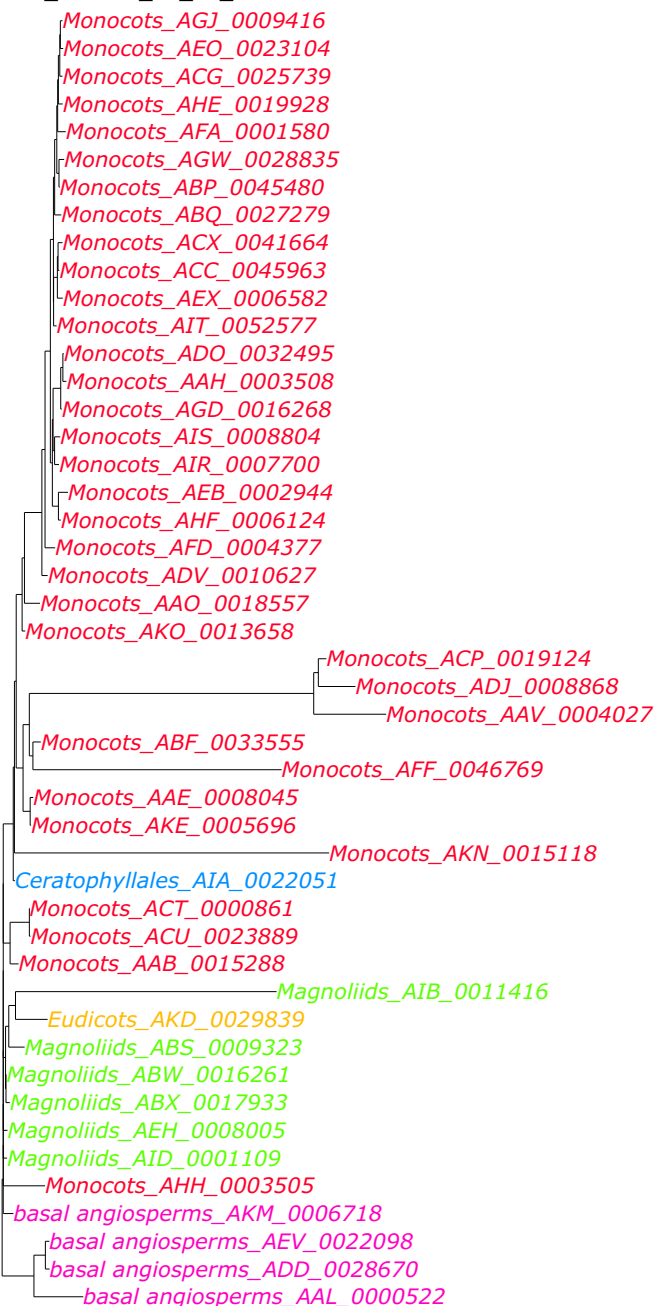 Monocots_AGJ_0009416
Monocots_AEO_0023104
Monocots_ACG_0025739
Monocots_AHE_0019928
Monocots_AFA_0001580
Monocots_AGW_0028835
Monocots_ABP_0045480
Monocots_ABQ_0027279
Monocots_ACX_0041664
Monocots_ACC_0045963
Monocots_AEX_0006582
Monocots_AIT_0052577
Monocots_ADO_0032495
Monocots_AAH_0003508
Monocots_AGD_0016268
Monocots_AIS_0008804
Monocots_AIR_0007700
Monocots_AEB_0002944
Monocots_AHF_0006124
Monocots_AFD_0004377
Monocots_ADV_0010627
Monocots_AAO_0018557
Monocots_AKO_0013658
Monocots_ACP_0019124
Monocots_ADJ_0008868
Monocots_AAV_0004027
Monocots_ABF_0033555
Monocots_AFF_0046769
Monocots_AAE_0008045
Monocots_AKE_0005696
Monocots_AKN_0015118
Ceratophyllales_AIA_0022051
Monocots_ACT_0000861
Monocots_ACU_0023889
Monocots_AAB_0015288
Magnoliids_AIB_0011416
Eudicots_AKD_0029839
Magnoliids_ABS_0009323
Magnoliids_ABW_0016261
Magnoliids_ABX_0017933
Magnoliids_AEH_0008005
Magnoliids_AID_0001109
Monocots_AHH_0003505
basal angiosperms_AKM_0006718
basal angiosperms_AEV_0022098
basal angiosperms_ADD_0028670
basal angiosperms_AAL_0000522